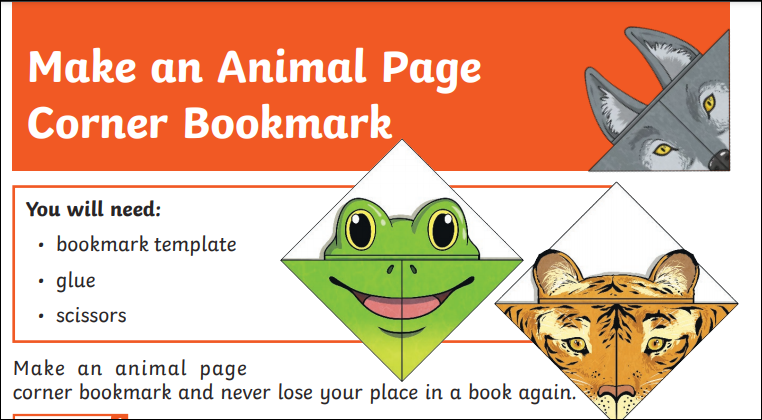 Make an Animal Page
Corner Bookmark
You will need:
• bookmark template
• glue
• scissors
Make an animal page
corner bookmark and never lose your place in a book again.